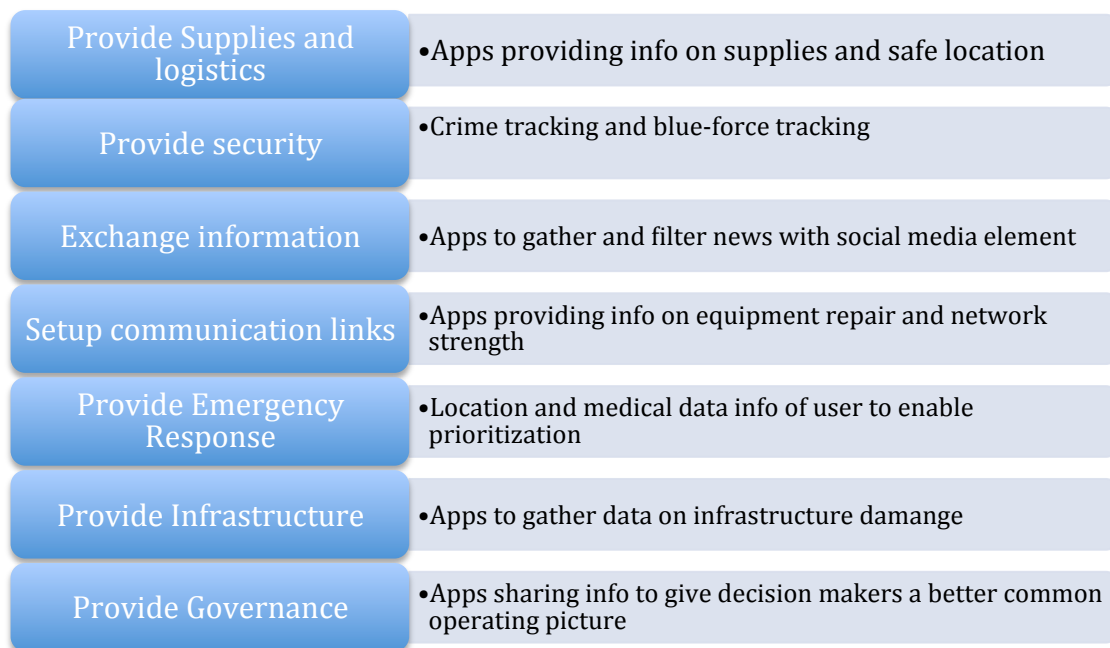 Provide Supplies and
logistics
•Apps providing info on supplies and safe location
Provide security
•Crime tracking and blue-force tracking
Exchange information
•Apps to gather and filter news with social media element
Setup communication links
•Apps providing info on equipment repair and network
strength
Provide Emergency
Response
•Location and medical data info of user to enable
prioritization
Provide Infrastructure
•Apps to gather data on infrastructure damange
Provide Governance
•Apps sharing info to give decision makers a better common
operating picture